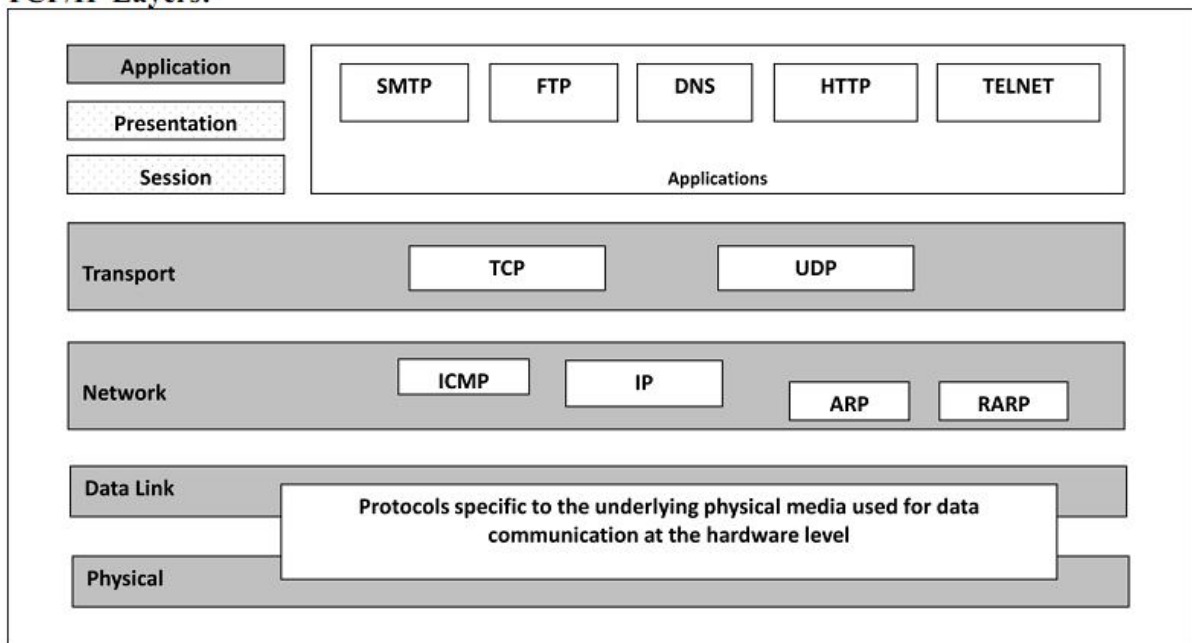 Application
SMTP FTP DNS HTTP TELNET
Presentation
Session
Applications
Transport
TCP UDP
Network
ICMP IP
ARP RARP
Data Link
Protocols specific to the underlying physical media used for data
communication at the hardware level
Physical